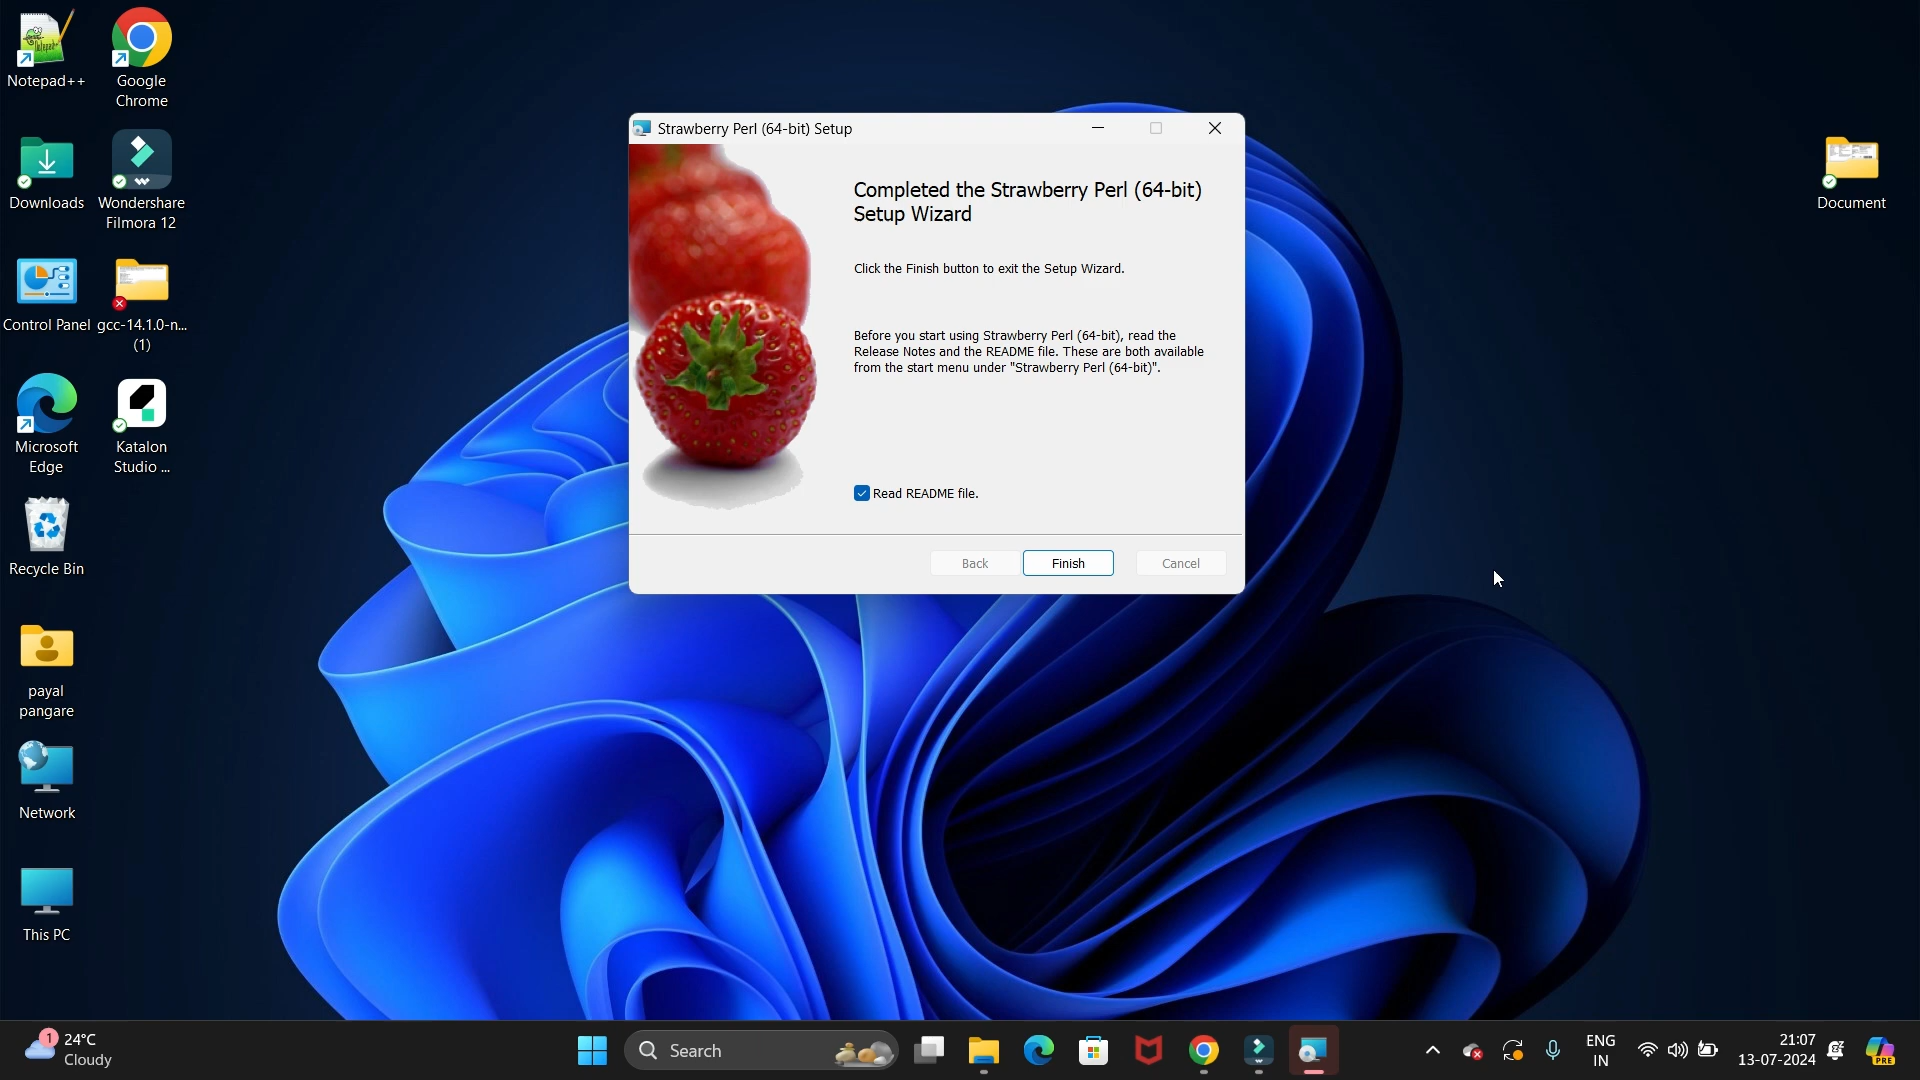 Notepad++
Google
Chrome
Downloads
Wondershare
Filmora 12
Control Panel
gcc-14.1.0-n...
(1)
Microsoft
Edge
Katalon
Studio ...
Recycle Bin
payal
pangare
Network
This PC
Document
Strawberry Perl (64-bit) Setup
Completed the Strawberry Perl (64-bit)
Setup Wizard
Click the Finish button to exit the Setup Wizard.
Before you start using Strawberry Perl (64-bit), read the
Release Notes and the README file. These are both available
from the start menu under "Strawberry Perl (64-bit)".
Read README file.
Back
Finish
Cancel
1
24°C
Cloudy
Search
ENG
IN
21:07
13-07-2024
PRE